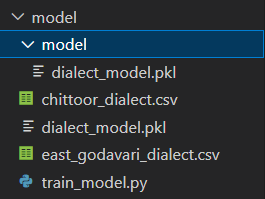 model
model
dialect_model.pkl
chittoor_dialect.csv
dialect_model.pkl
east_godavari_dialect.csv
train_model.py